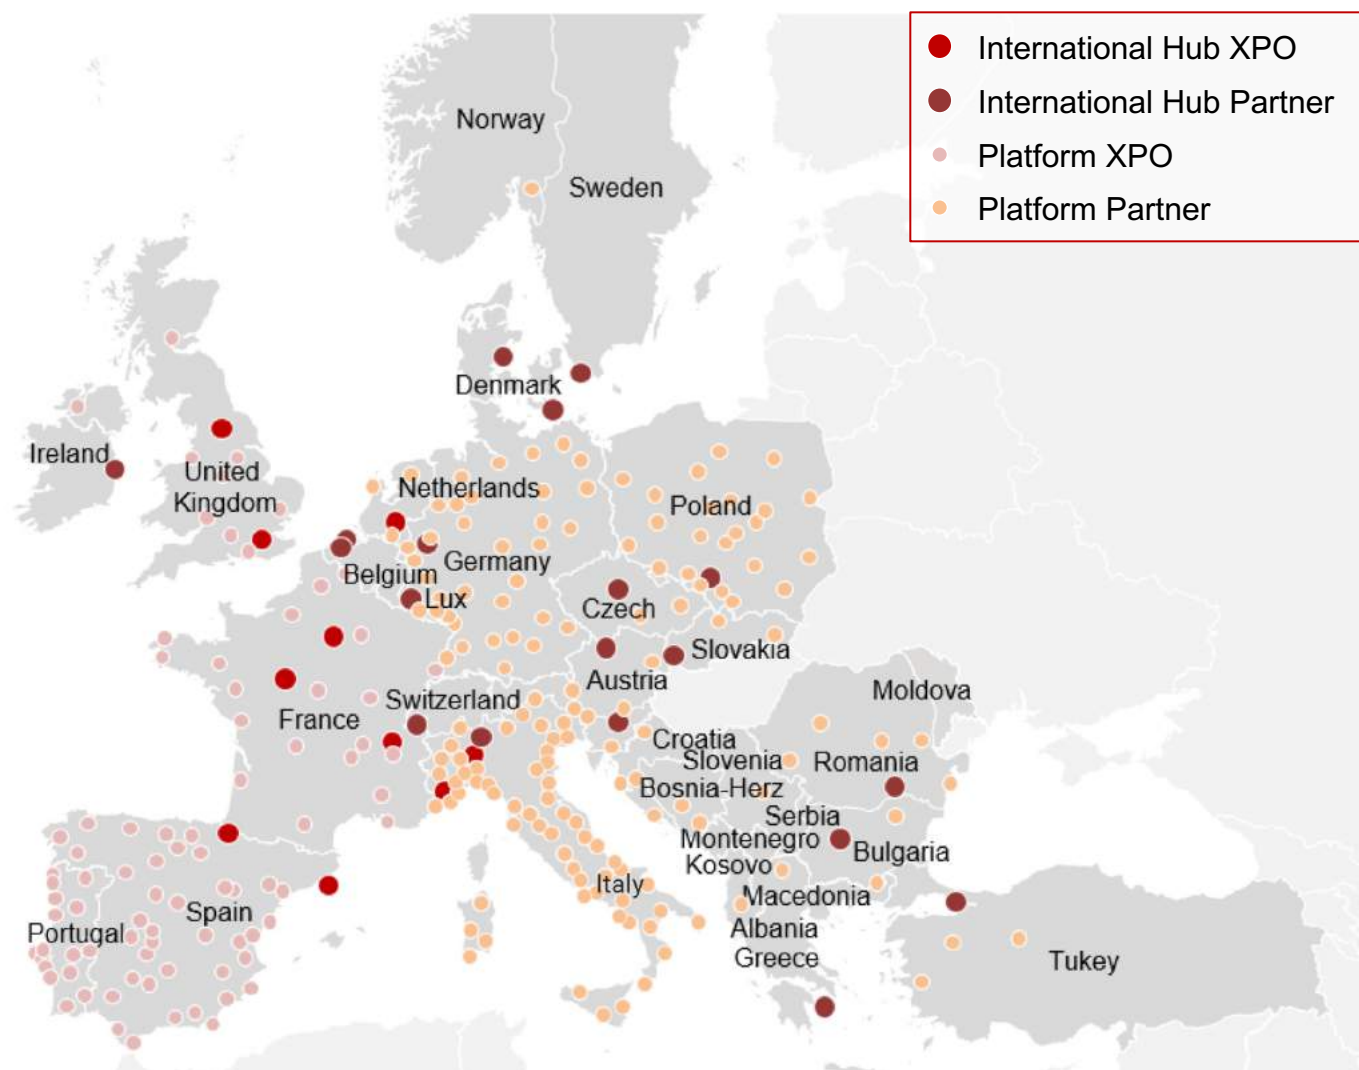 International Hub XPO
International Hub Partner
Platform XPO
Platform Partner
Norway
Sweden
Denmark
Ireland
United
Kingdom
Netherlands
Poland
Germany
Belgium
Lux
Czech
Slovakia
Austria
Moldova
Switzerland
France
Croatia
Slovenia
Romania
Bosnia-Herz
Serbia
Montenegro
Kosovo
Bulgaria
Italy
Macedonia
Spain
Portugal
Albania
Greece
Tukey